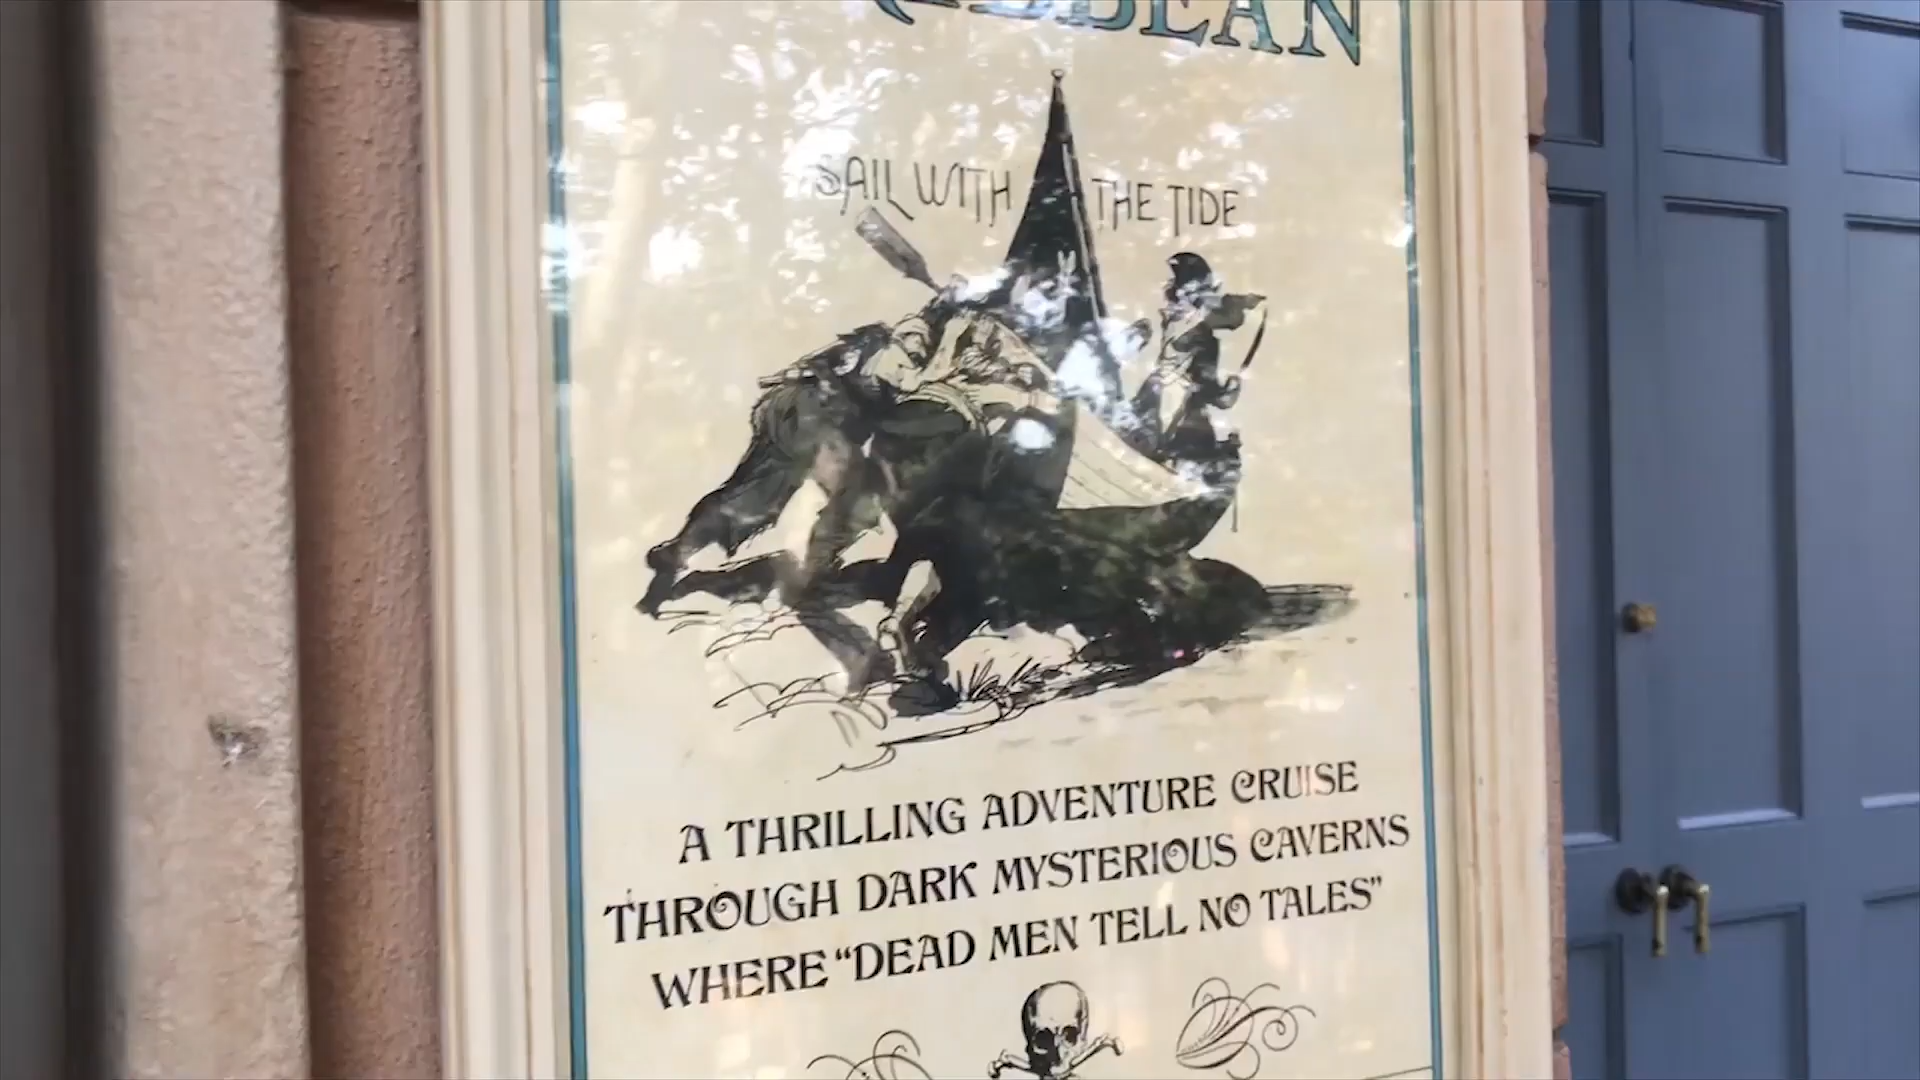 SAIL WITH THE TIDE
A THRILLING ADVENTURE CRUISE
THROUGH DARK MYSTERIOUS CAVERNS
WHERE “DEAD MEN TELL NO TALES”